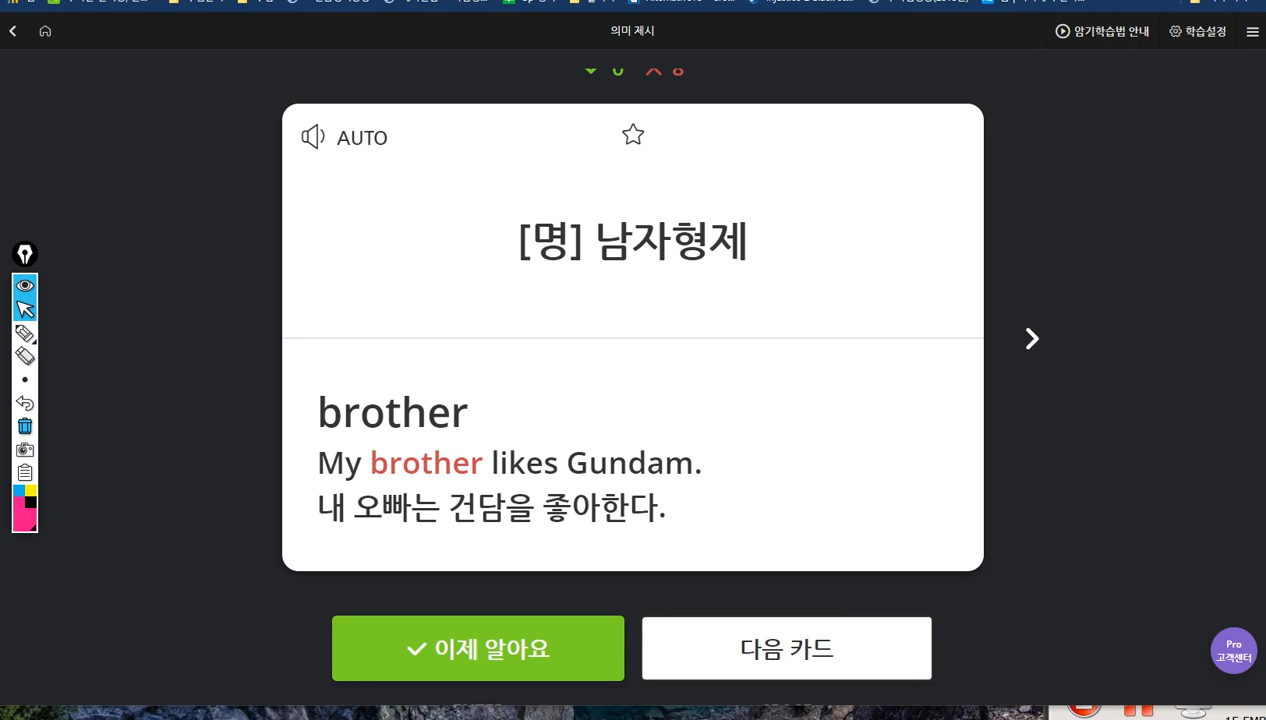 의미 제시
암기학습법 안내
학습설정
AUTO
[명] 남자형제
brother
My brother likes Gundam.
내 오빠는 건담을 좋아한다.
이제 알아요
다음 카드
Pro
고객센터